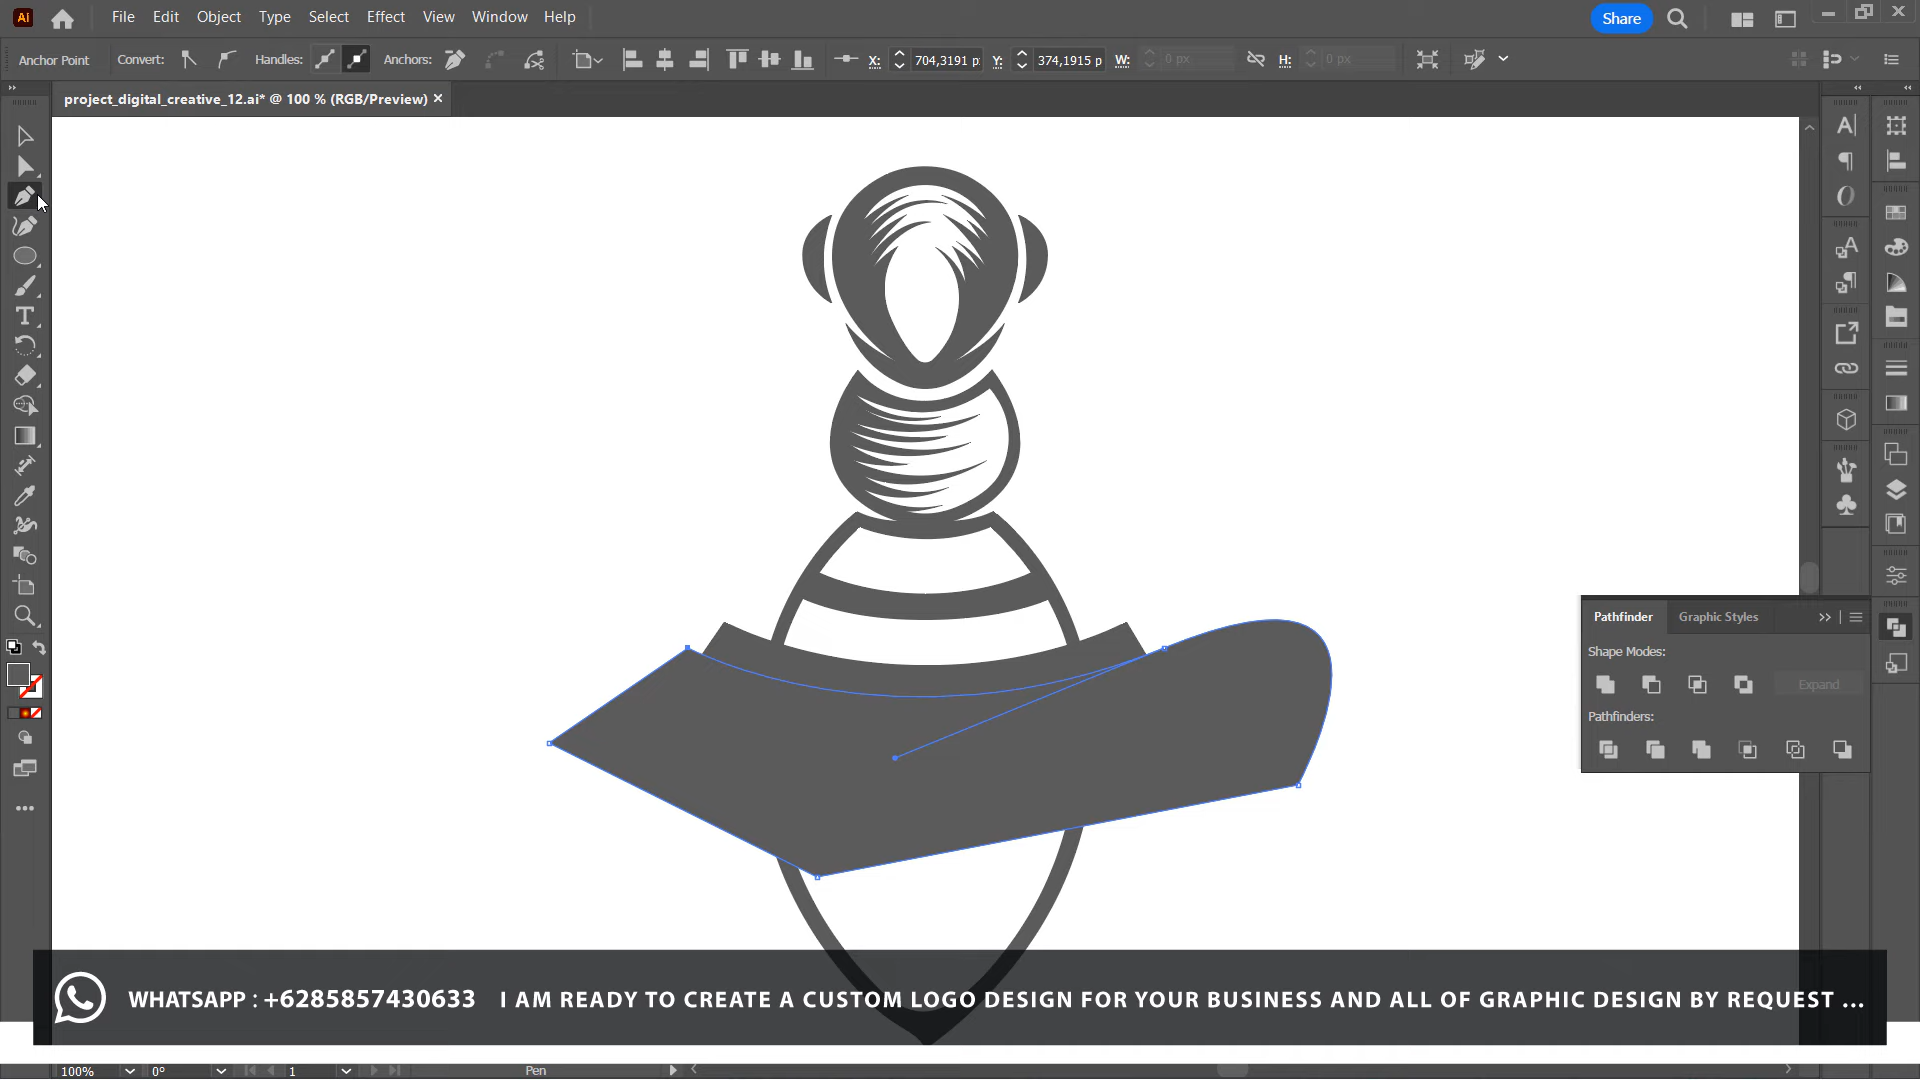 Ai File Edit Object Type Select Effect View Window Help Share
Anchor Point Convert: Handles: Anchors: X: 704,3191 p Y: 374,1915 p W: 0 px H: 0 px
project_digital_creative_12.ai* @ 100 % (RGB/Preview) ×
Pathfinder Graphic Styles
Shape Modes:
Expand
Pathfinders:
WHATSAPP : +6285857430633 I AM READY TO CREATE A CUSTOM LOGO DESIGN FOR YOUR BUSINESS AND ALL OF GRAPHIC DESIGN BY REQUEST ...
100% 0° 1 Pen